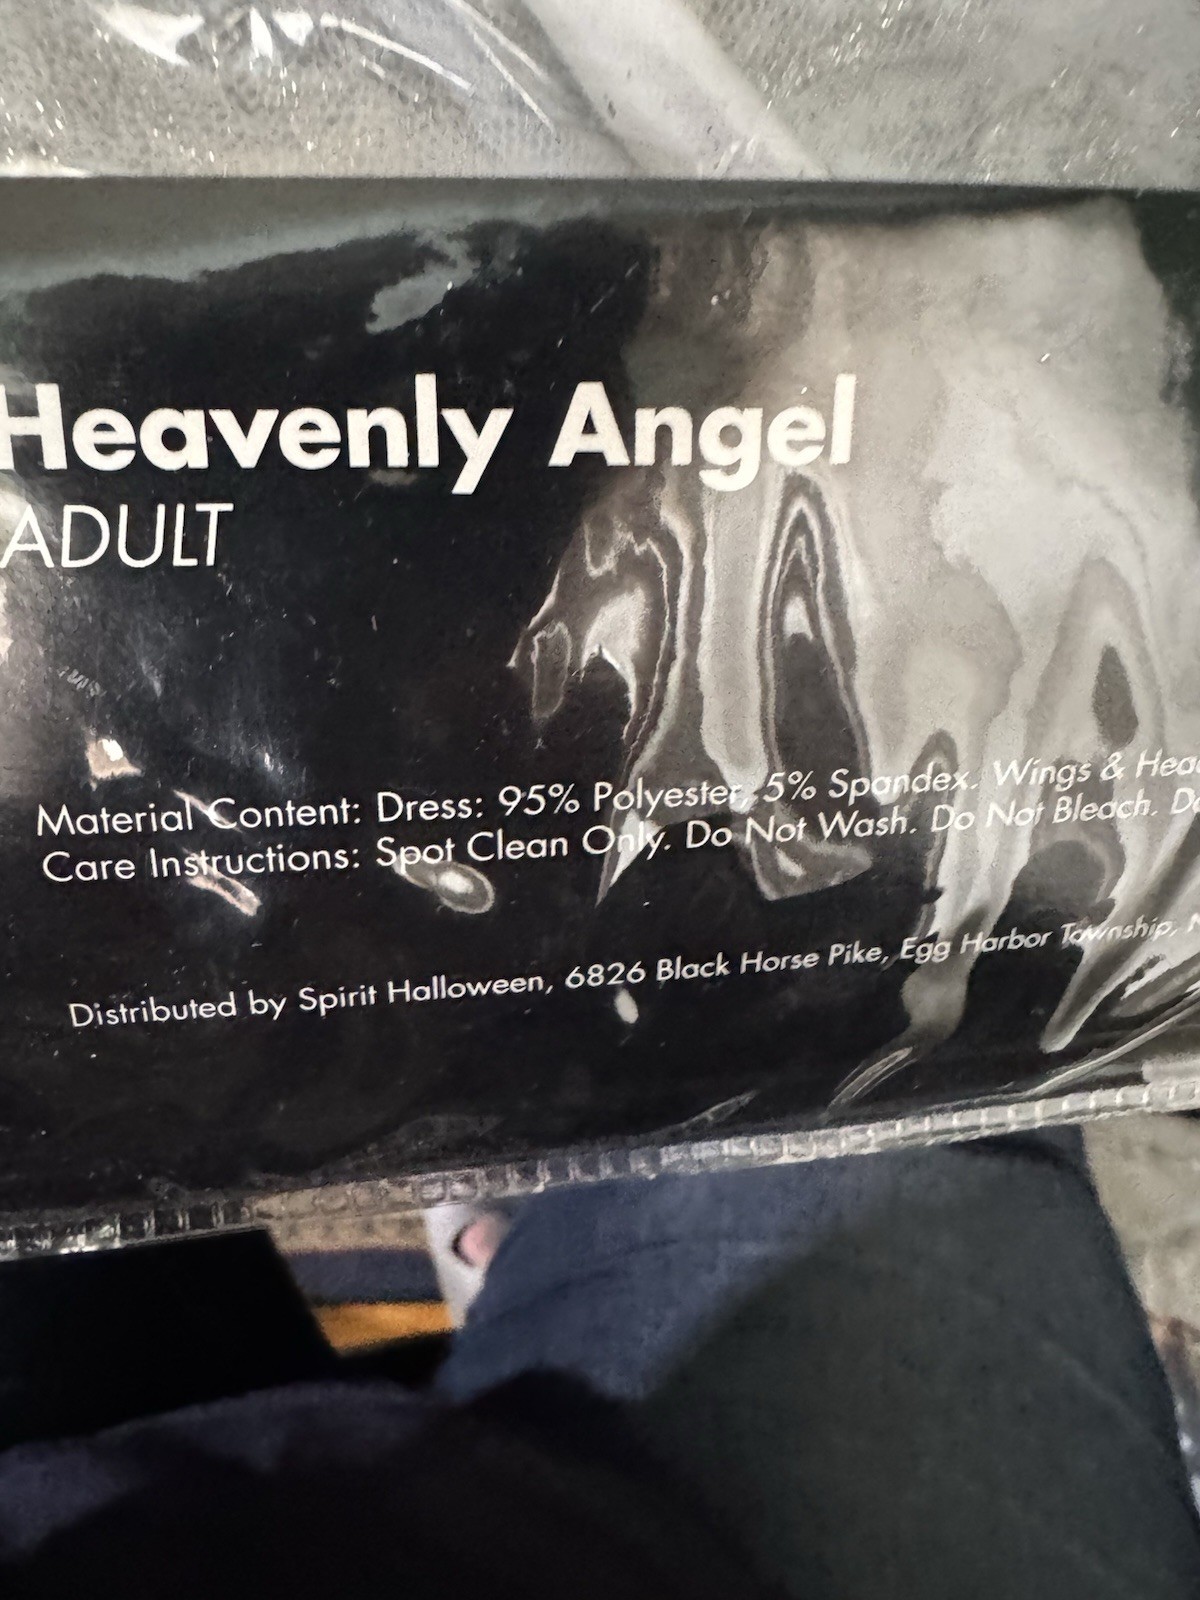 Heavenly Angel
ADULT
Material Content: Dress: 95% Polyester, 5% Spandex. Wings &
Care Instructions: Spot Clean Only. Do Not Wash. Do Not Bleach.
Distributed by Spirit Halloween, 6826 Black Horse Pike, Egg Harbor Township,